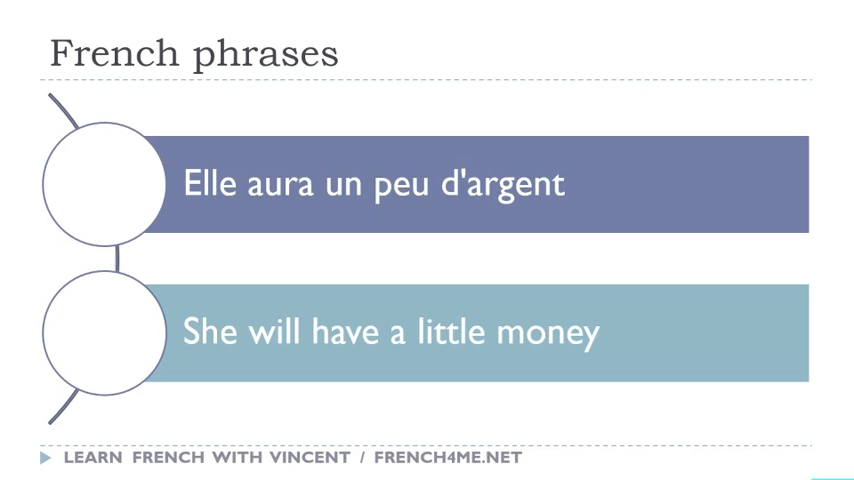 French phrases
Elle aura un peu d'argent
She will have a little money
LEARN FRENCH WITH VINCENT / FRENCH4ME.NET